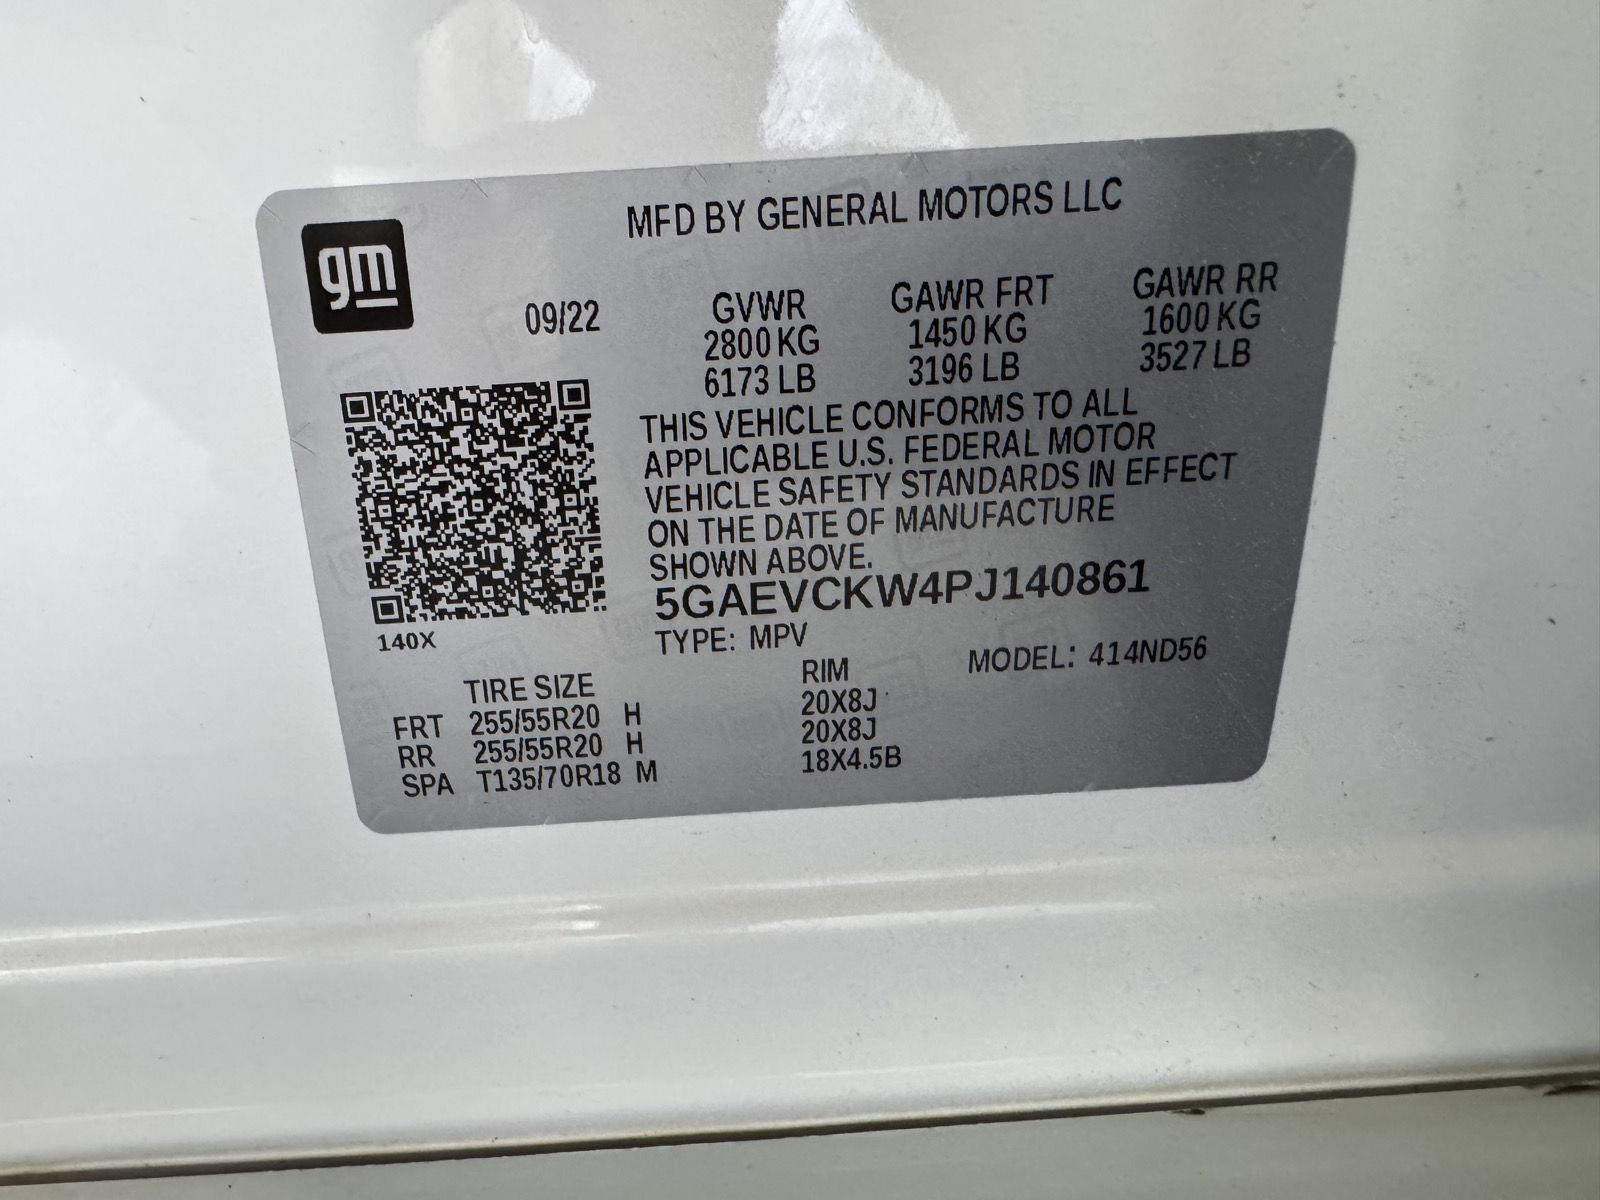 MFD BY GENERAL MOTORS LLC
gm
09/22
GVWR GAWR FRT GAWR RR
2800 KG 1450 KG 1600 KG
6173 LB 3196 LB 3527 LB
THIS VEHICLE CONFORMS TO ALL
APPLICABLE U.S. FEDERAL MOTOR
VEHICLE SAFETY STANDARDS IN EFFECT
ON THE DATE OF MANUFACTURE
SHOWN ABOVE.
5GAEVCKW4PJ140861
140X
TYPE: MPV
MODEL: 414ND56
TIRE SIZE RIM
FRT 255/55R20 H 20X8J
RR 255/55R20 H 20X8J
SPA T135/70R18 M 18X4.5B